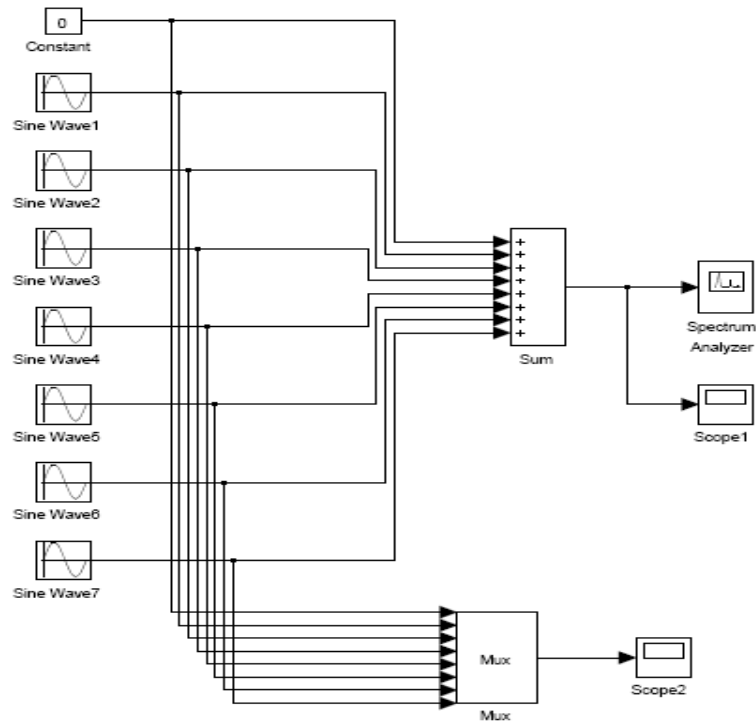 0
Constant
Sine Wave1
Sine Wave2
Sine Wave3
Sine Wave4
Sine Wave5
Sine Wave6
Sine Wave7
+
+
+
+
+
+
+
+
Sum
Spectrum
Analyzer
Scope1
Mux
Mux
Scope2